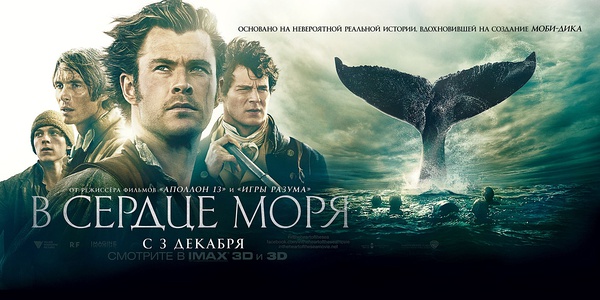 ОСНОВАНО НА НЕВЕРОЯТНОЙ РЕАЛЬНОЙ ИСТОРИИ, ВДОХНОВИВШЕЙ НА СОЗДАНИЕ МОБИ-ДИКА
ОТ РЕЖИССЕРА ФИЛЬМОВ «АПОЛЛОН 13» И «ИГРЫ РАЗУМА»
В СЕРДЦЕ МОРЯ
С 3 ДЕКАБРЯ
СМОТРИТЕ В IMAX 3D И 3D